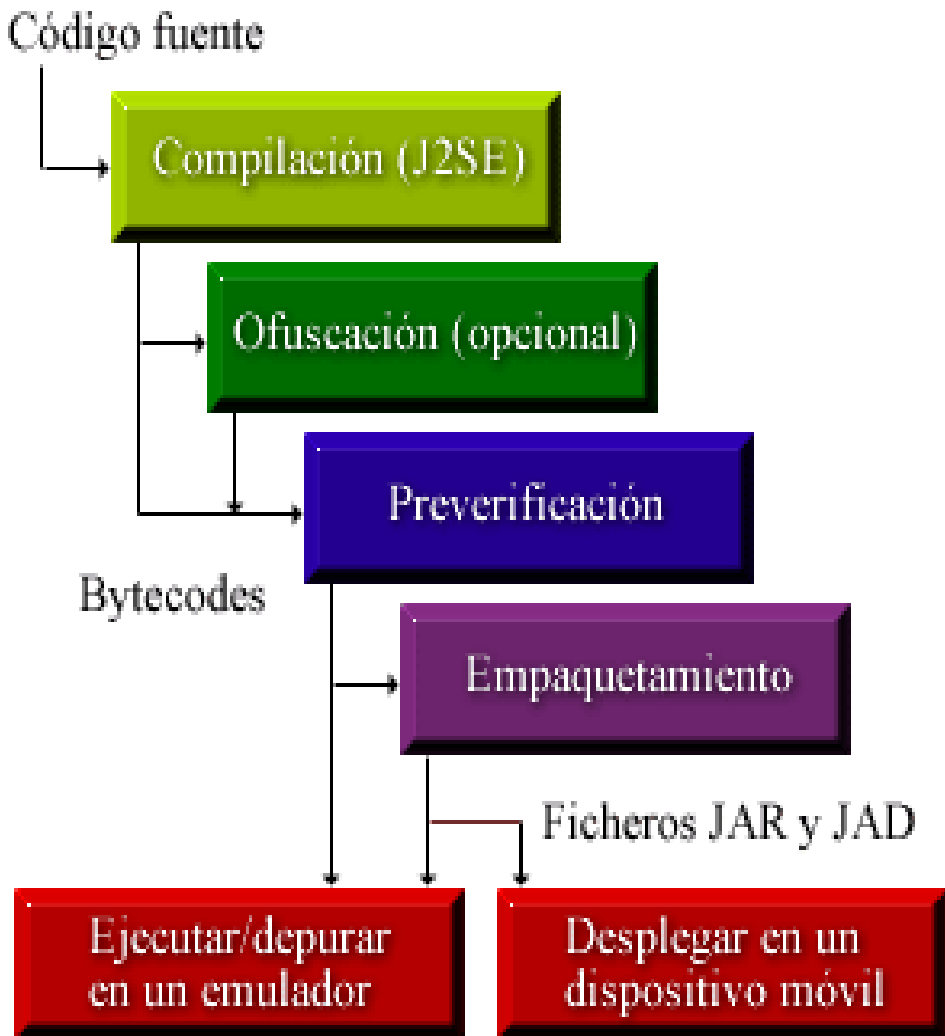 Código fuente
Compilación (J2SE)
Ofuscación (opcional)
Preverificación
Bytecodes
Empaquetamiento
Ficheros JAR y JAD
Ejecutar/depurar
en un emulador
Desplegar en un
dispositivo móvil